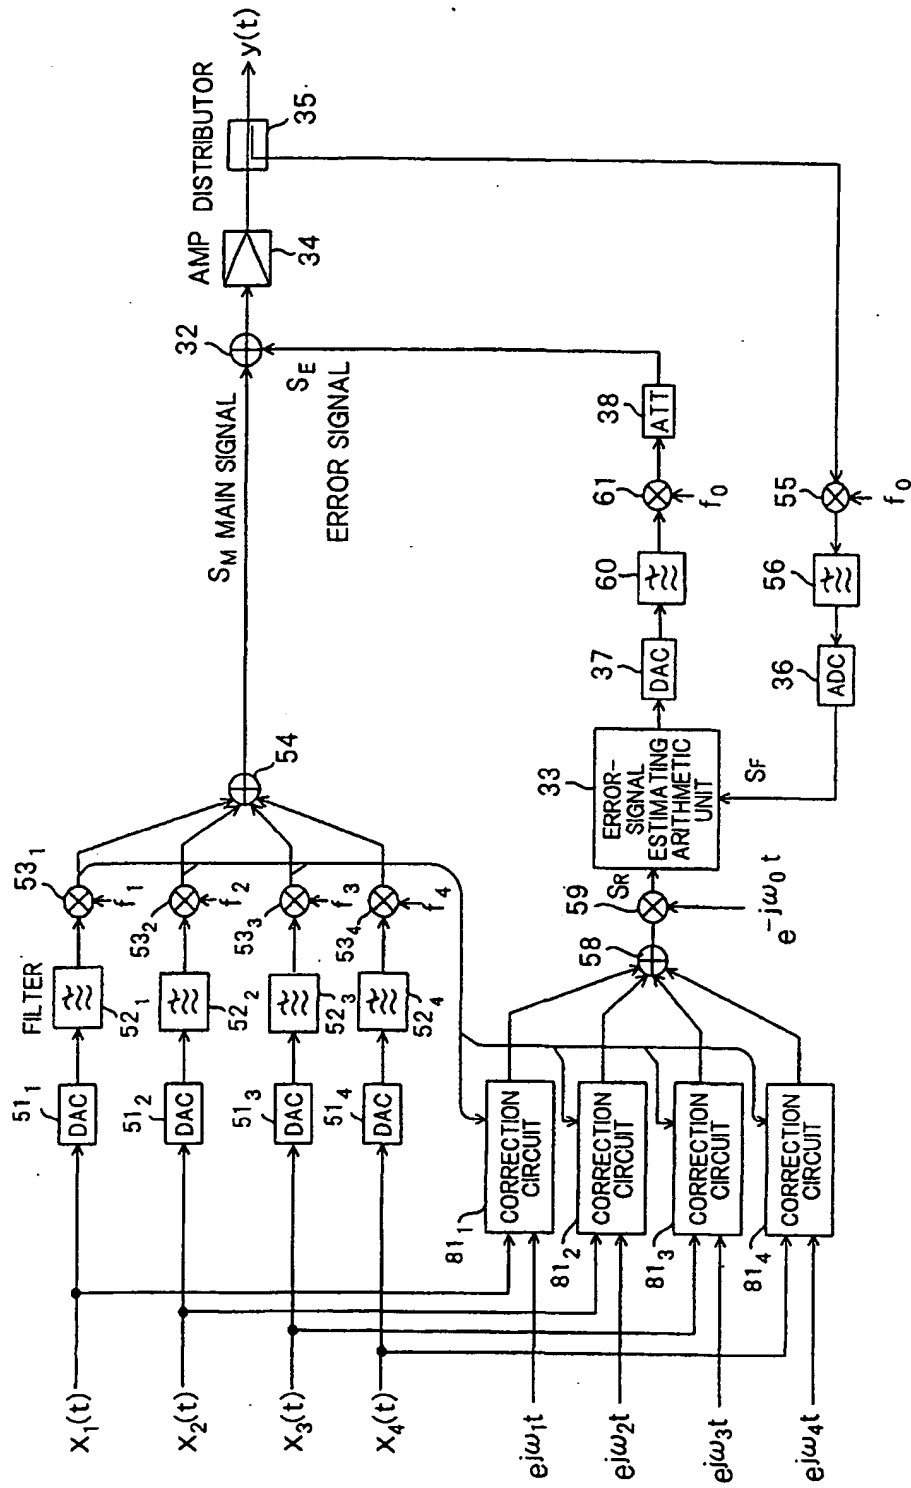 X1(t)
X2(t)
X3(t)
X4(t)
511
DAC
512
DAC
513
DAC
514
DAC
FILTER
521
522
523
524
531
532
533
534
f1
f2
f3
f4
54
SM MAIN SIGNAL
SE
ERROR SIGNAL
32
AMP
34
DISTRIBUTOR
35
y(t)
ejω1t
ejω2t
ejω3t
ejω4t
811
CORRECTION
CIRCUIT
812
CORRECTION
CIRCUIT
813
CORRECTION
CIRCUIT
814
CORRECTION
CIRCUIT
58
59
SR
e-jω0t
33
ERROR-
SIGNAL
ESTIMATING
ARITHMETIC
UNIT
SF
37
DAC
60
61
f0
38
ATT
36
ADC
56
55
f0